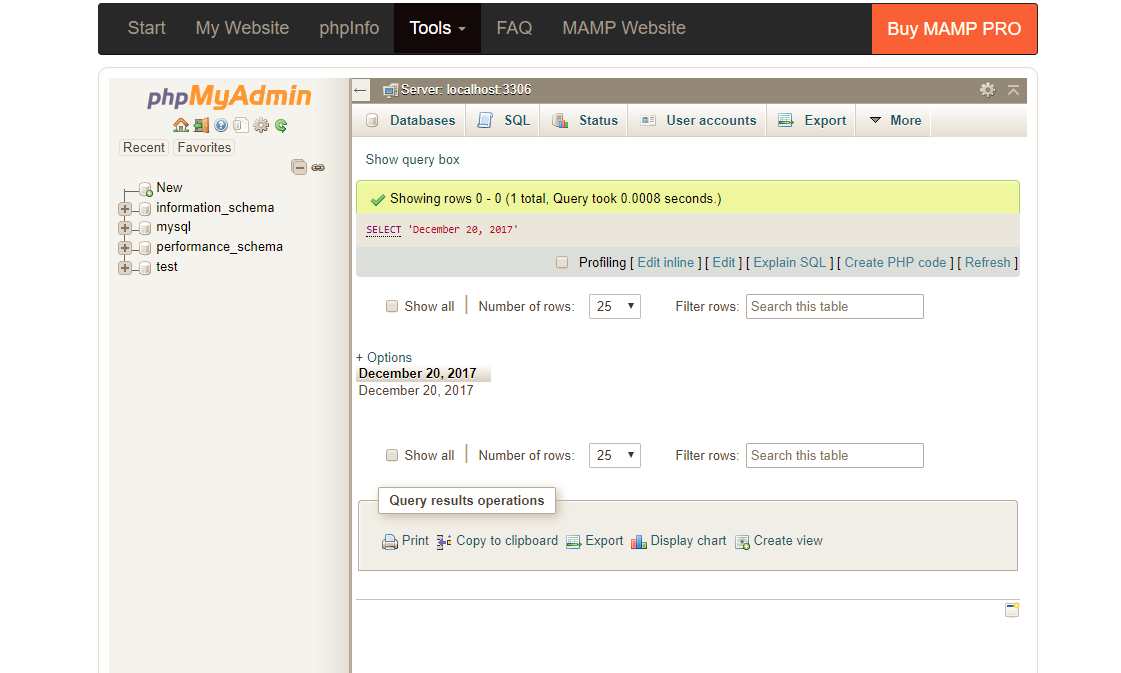 Start My Website phpInfo Tools FAQ MAMP Website Buy MAMP PRO
phpMyAdmin
Recent Favorites
New
information_schema
mysql
performance_schema
test
Server: localhost:3306
Databases SQL Status User accounts Export More
Show query box
Showing rows 0 - 0 (1 total, Query took 0.0008 seconds.)
SELECT 'December 20, 2017'
Profiling [ Edit inline ] [ Edit ] [ Explain SQL ] [ Create PHP code ] [ Refresh ]
Show all | Number of rows: 25 Filter rows: Search this table
+ Options
December 20, 2017
December 20, 2017
Show all | Number of rows: 25 Filter rows: Search this table
Query results operations
Print Copy to clipboard Export Display chart Create view